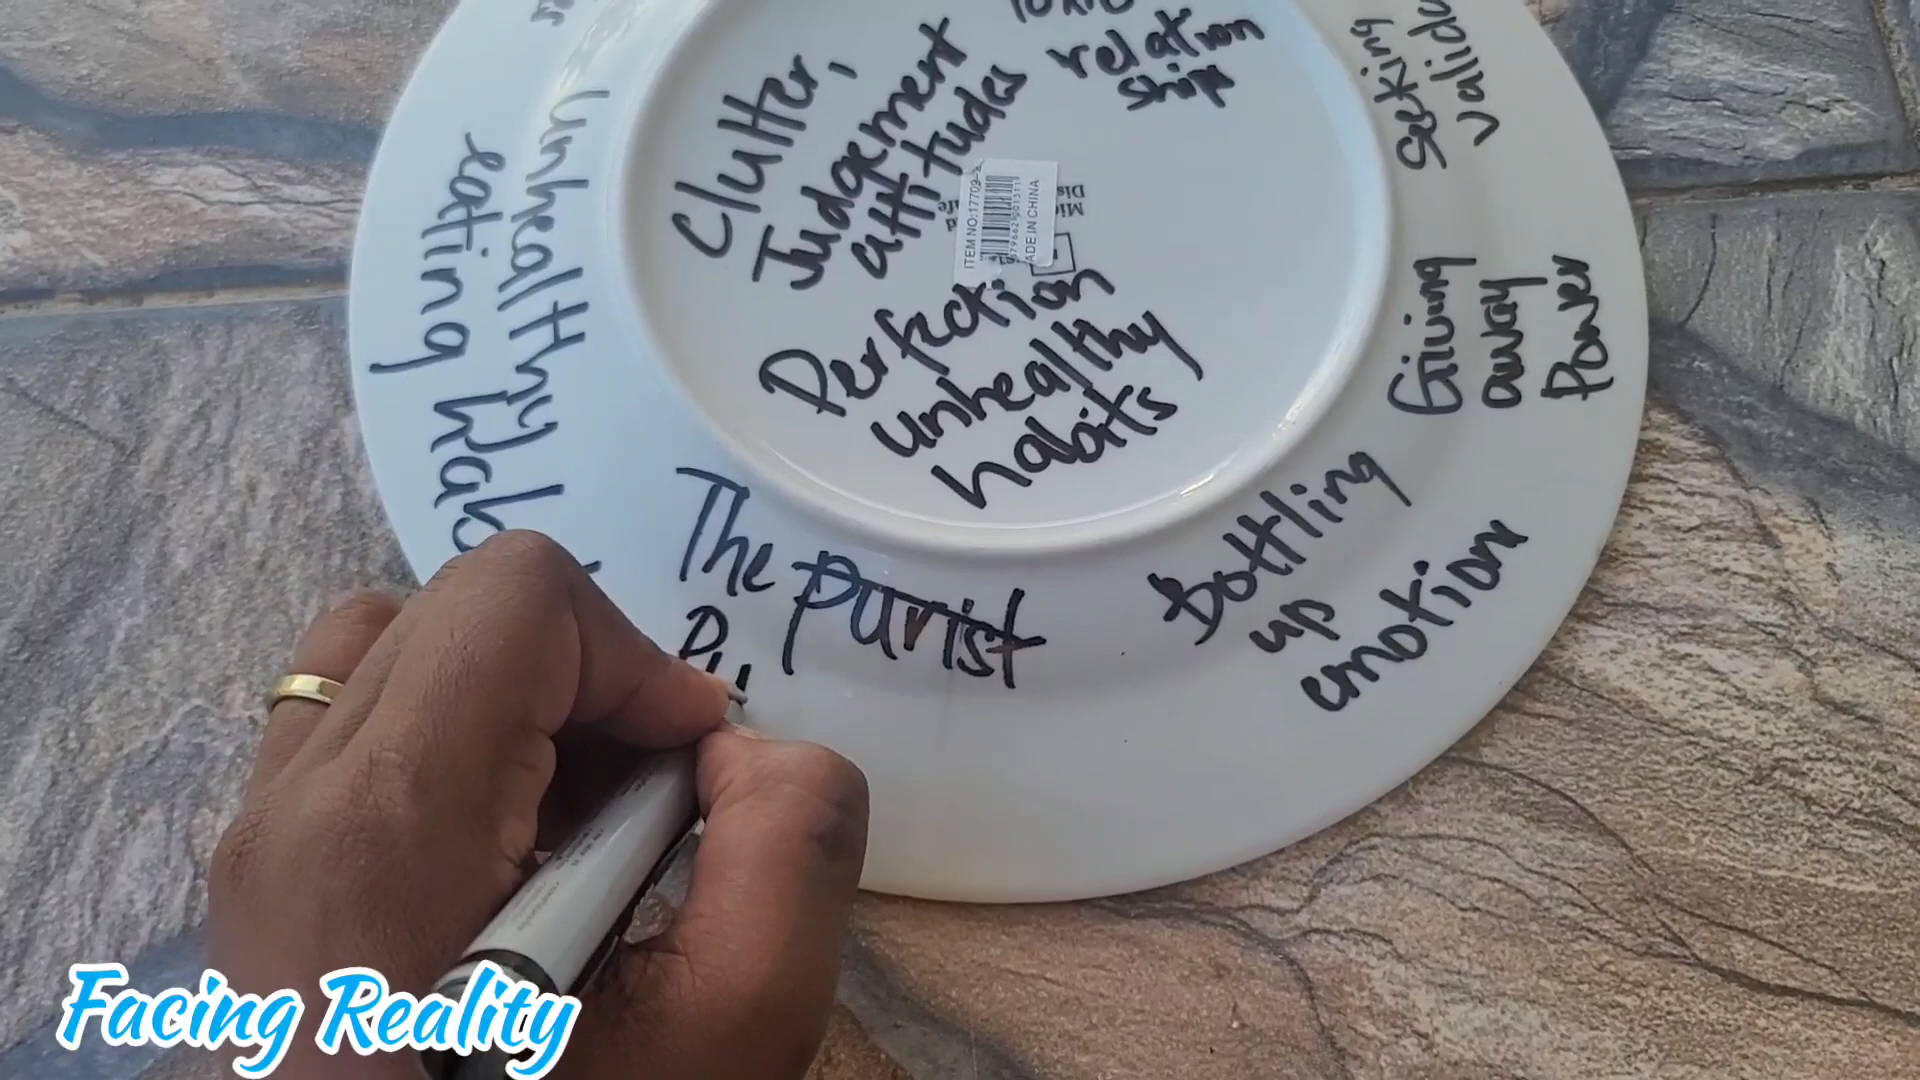 relation
ships
Clutter,
Judgement
attitudes
Perfection
unhealthy
habits
Seeking
Giving
away
Power
Bottling
up
emotion
The purist
unhealthy
eating
ITEM NO:17709-2
MADE IN CHINA
Facing Reality